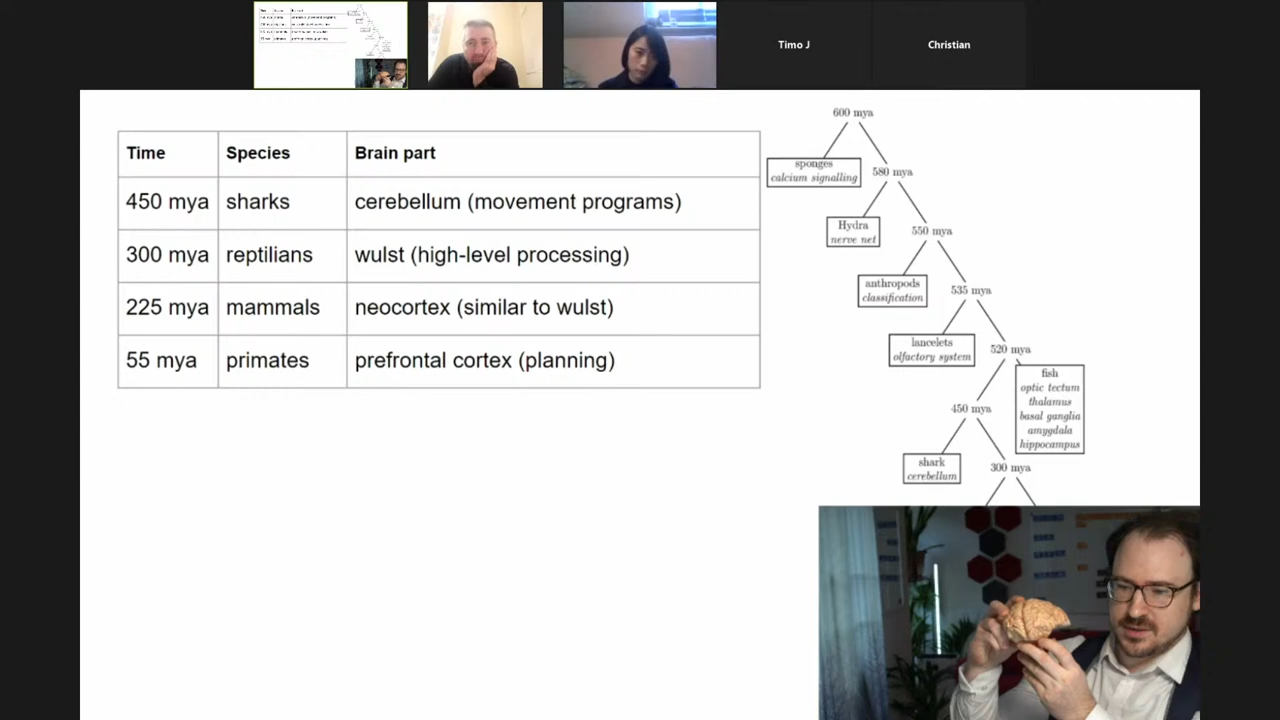 Timo J
Christian
Time Species Brain part
450 mya sharks cerebellum (movement programs)
300 mya reptilians wulst (high-level processing)
225 mya mammals neocortex (similar to wulst)
55 mya primates prefrontal cortex (planning)
600 mya
sponges
calcium signalling
580 mya
Hydra
nerve net
550 mya
anthropods
classification
535 mya
lancelets
olfactory system
520 mya
fish
optic tectum
thalamus
basal ganglia
amygdala
hippocampus
450 mya
shark
cerebellum
300 mya